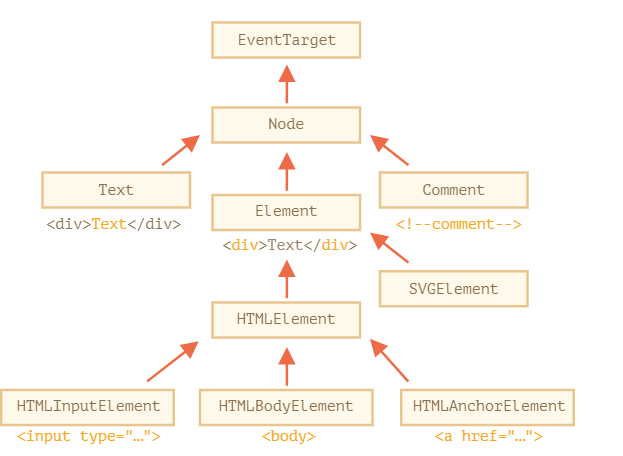 EventTarget
Node
Text
<div>Text</div>
Element
<div>Text</div>
Comment
<!--comment-->
SVGElement
HTMLElement
HTMLInputElement
<input type="…">
HTMLBodyElement
<body>
HTMLAnchorElement
<a href="…">